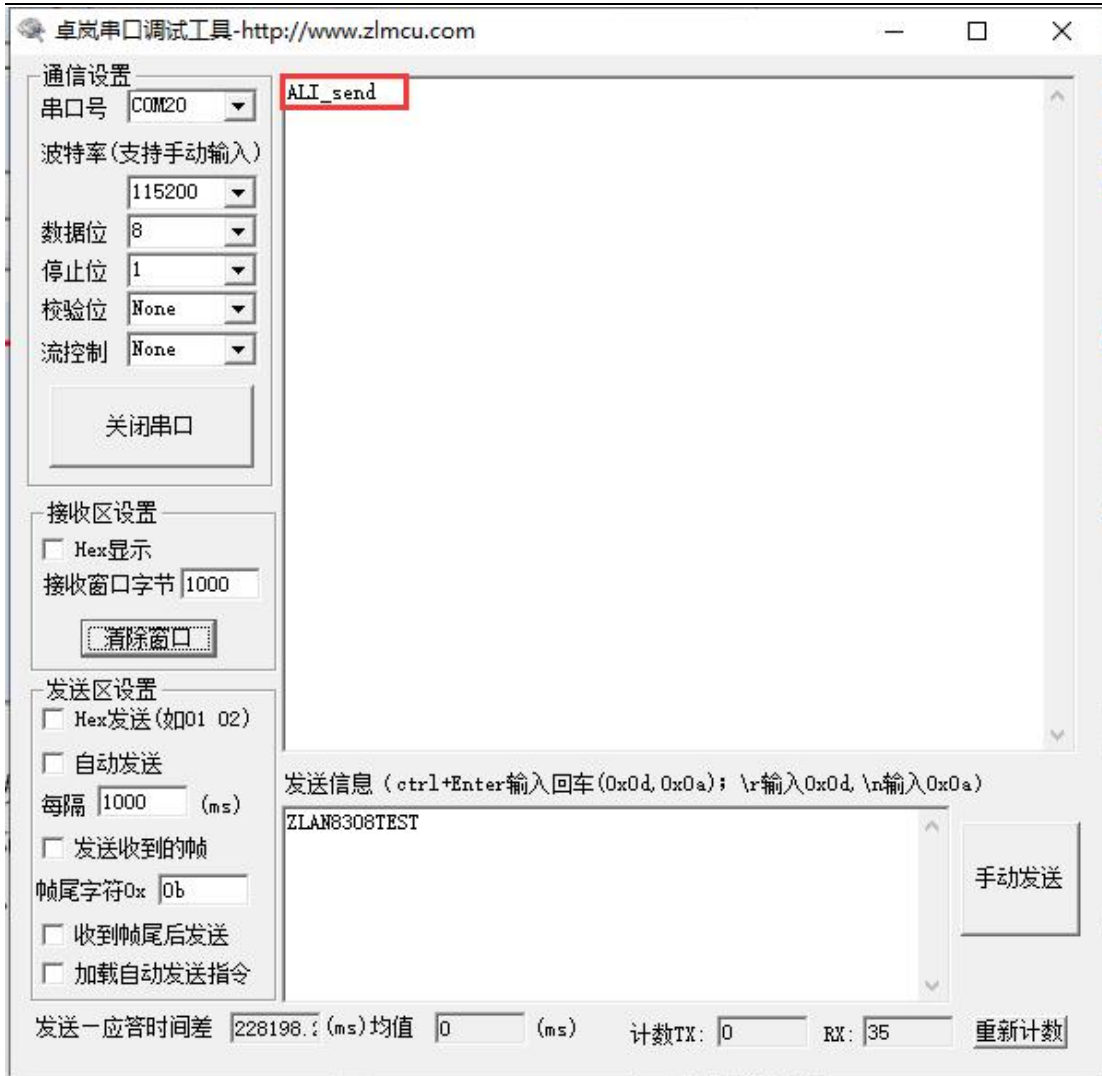 卓岚串口调试工具-http://www.zlmcu.com
通信设置
串口号 COM20
波特率(支持手动输入)
115200
数据位 8
停止位 1
校验位 None
流控制 None
关闭串口
接收区设置
Hex显示
接收窗口字节 1000
清除窗口
发送区设置
Hex发送(如01 02)
自动发送
每隔 1000 (ms)
发送收到的帧
帧尾字符0x 0b
收到帧尾后发送
加载自动发送指令
ALI_send
发送信息(ctrl+Enter输入回车(0x0d,0x0a); \r输入0x0d,\n输入0x0a)
ZLAN8308TEST
手动发送
发送一应答时间差 228198. (ms)均值 0 (ms) 计数TX: 0 RX: 35 重新计数